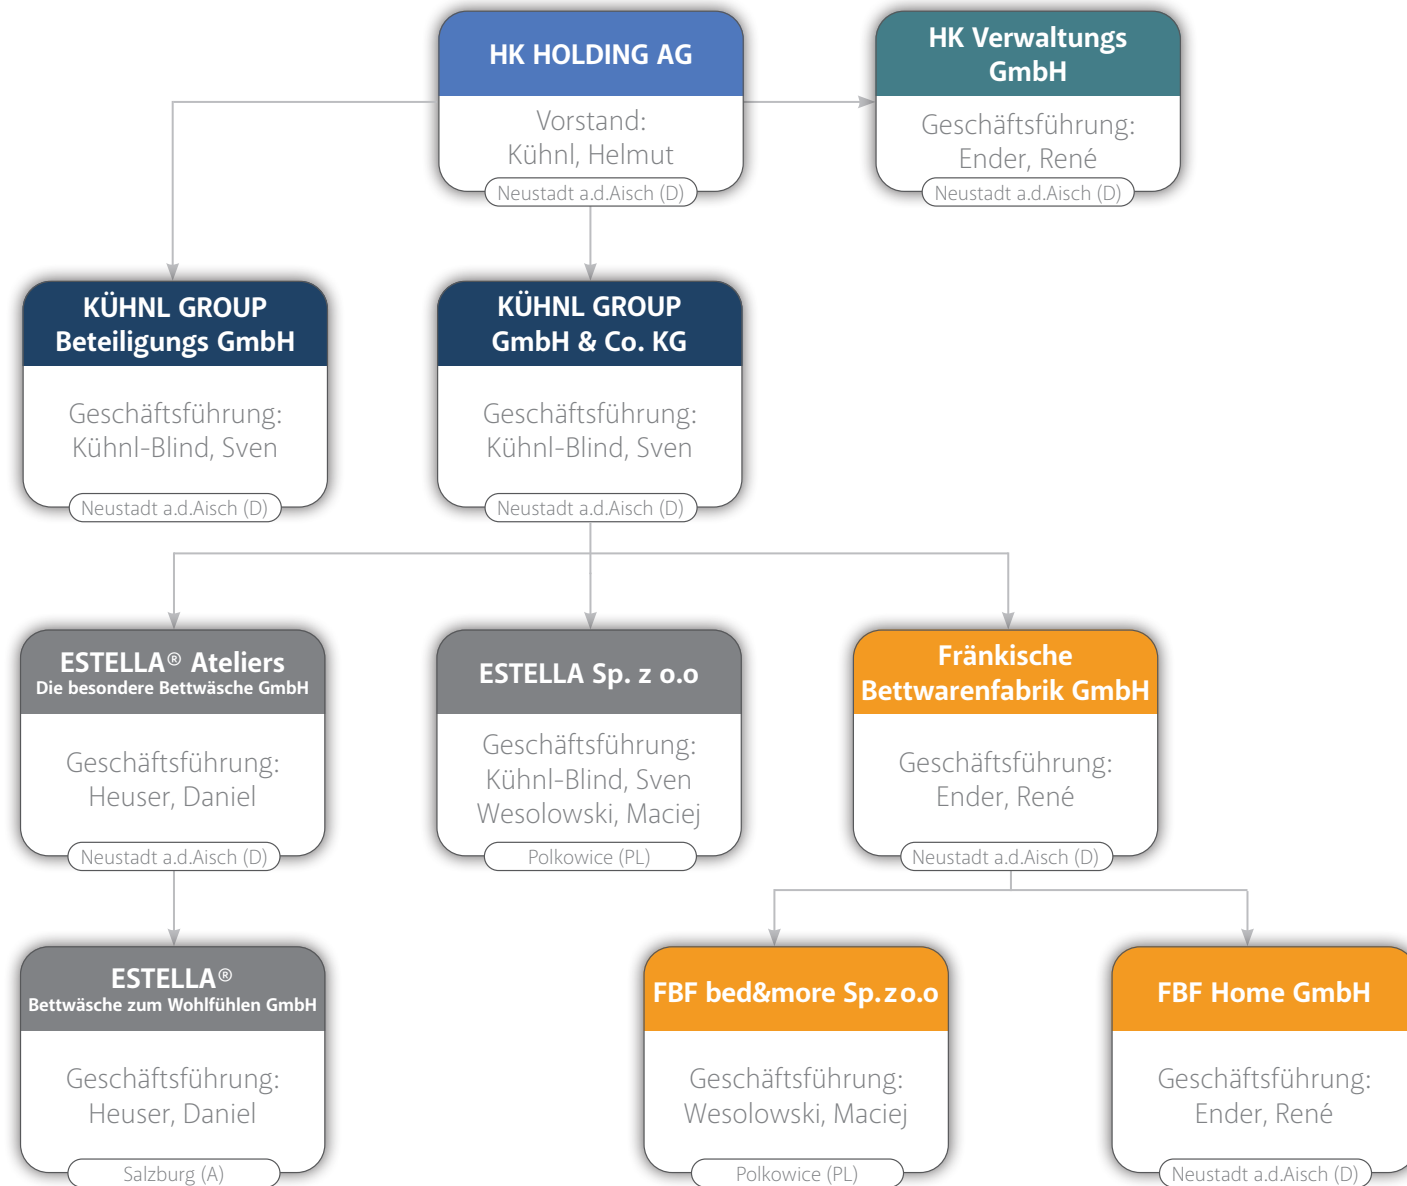 HK HOLDING AG
Vorstand:
Kühnl, Helmut
Neustadt a.d.Aisch (D)
HK Verwaltungs
GmbH
Geschäftsführung:
Ender, René
Neustadt a.d.Aisch (D)
KÜHNL GROUP
Beteiligungs GmbH
Geschäftsführung:
Kühnl-Blind, Sven
Neustadt a.d.Aisch (D)
KÜHNL GROUP
GmbH & Co. KG
Geschäftsführung:
Kühnl-Blind, Sven
Neustadt a.d.Aisch (D)
ESTELLA® Ateliers
Die besondere Bettwäsche GmbH
Geschäftsführung:
Heuser, Daniel
Neustadt a.d.Aisch (D)
ESTELLA Sp. z o.o
Geschäftsführung:
Kühnl-Blind, Sven
Wesolowski, Maciej
Polkowice (PL)
Fränkische
Bettwarenfabrik GmbH
Geschäftsführung:
Ender, René
Neustadt a.d.Aisch (D)
ESTELLA®
Bettwäsche zum Wohlfühlen GmbH
Geschäftsführung:
Heuser, Daniel
Salzburg (A)
FBF bed&more Sp.zo.o
Geschäftsführung:
Wesolowski, Maciej
Polkowice (PL)
FBF Home GmbH
Geschäftsführung:
Ender, René
Neustadt a.d.Aisch (D)